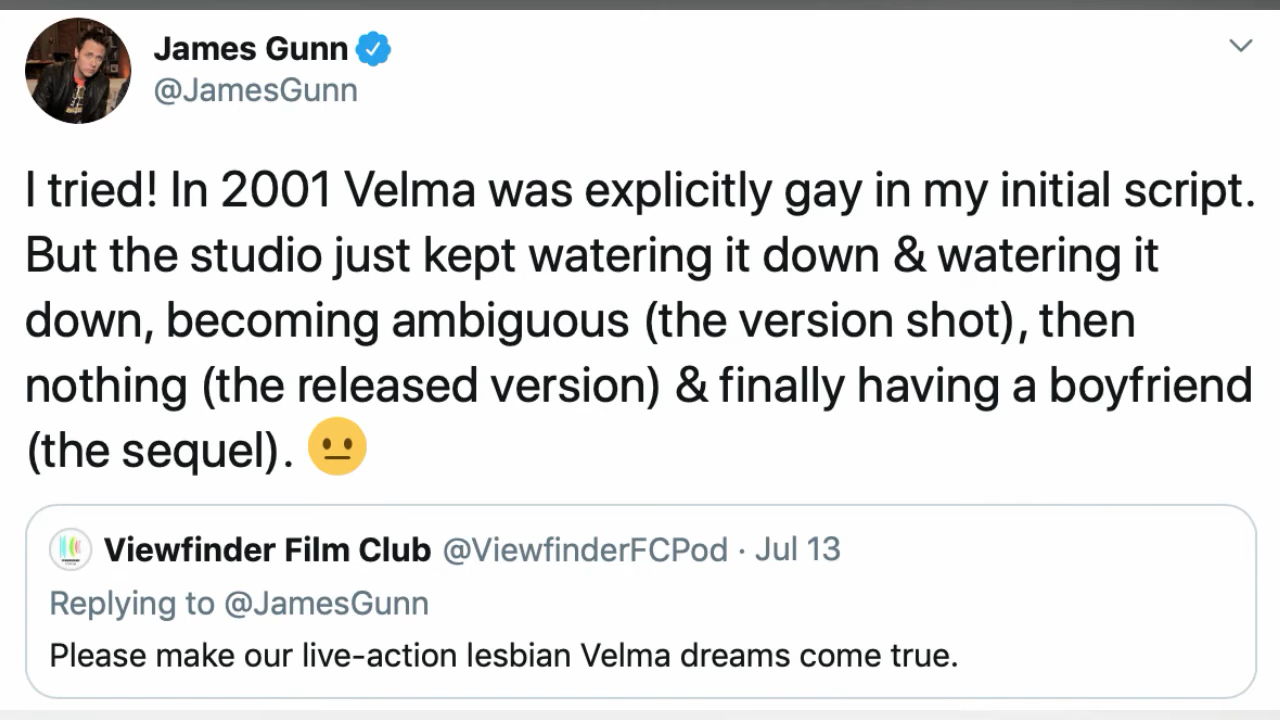 James Gunn
@JamesGunn
I tried! In 2001 Velma was explicitly gay in my initial script.
But the studio just kept watering it down & watering it
down, becoming ambiguous (the version shot), then
nothing (the released version) & finally having a boyfriend
(the sequel). 😐
Viewfinder Film Club @ViewfinderFCPod · Jul 13
Replying to @JamesGunn
Please make our live-action lesbian Velma dreams come true.